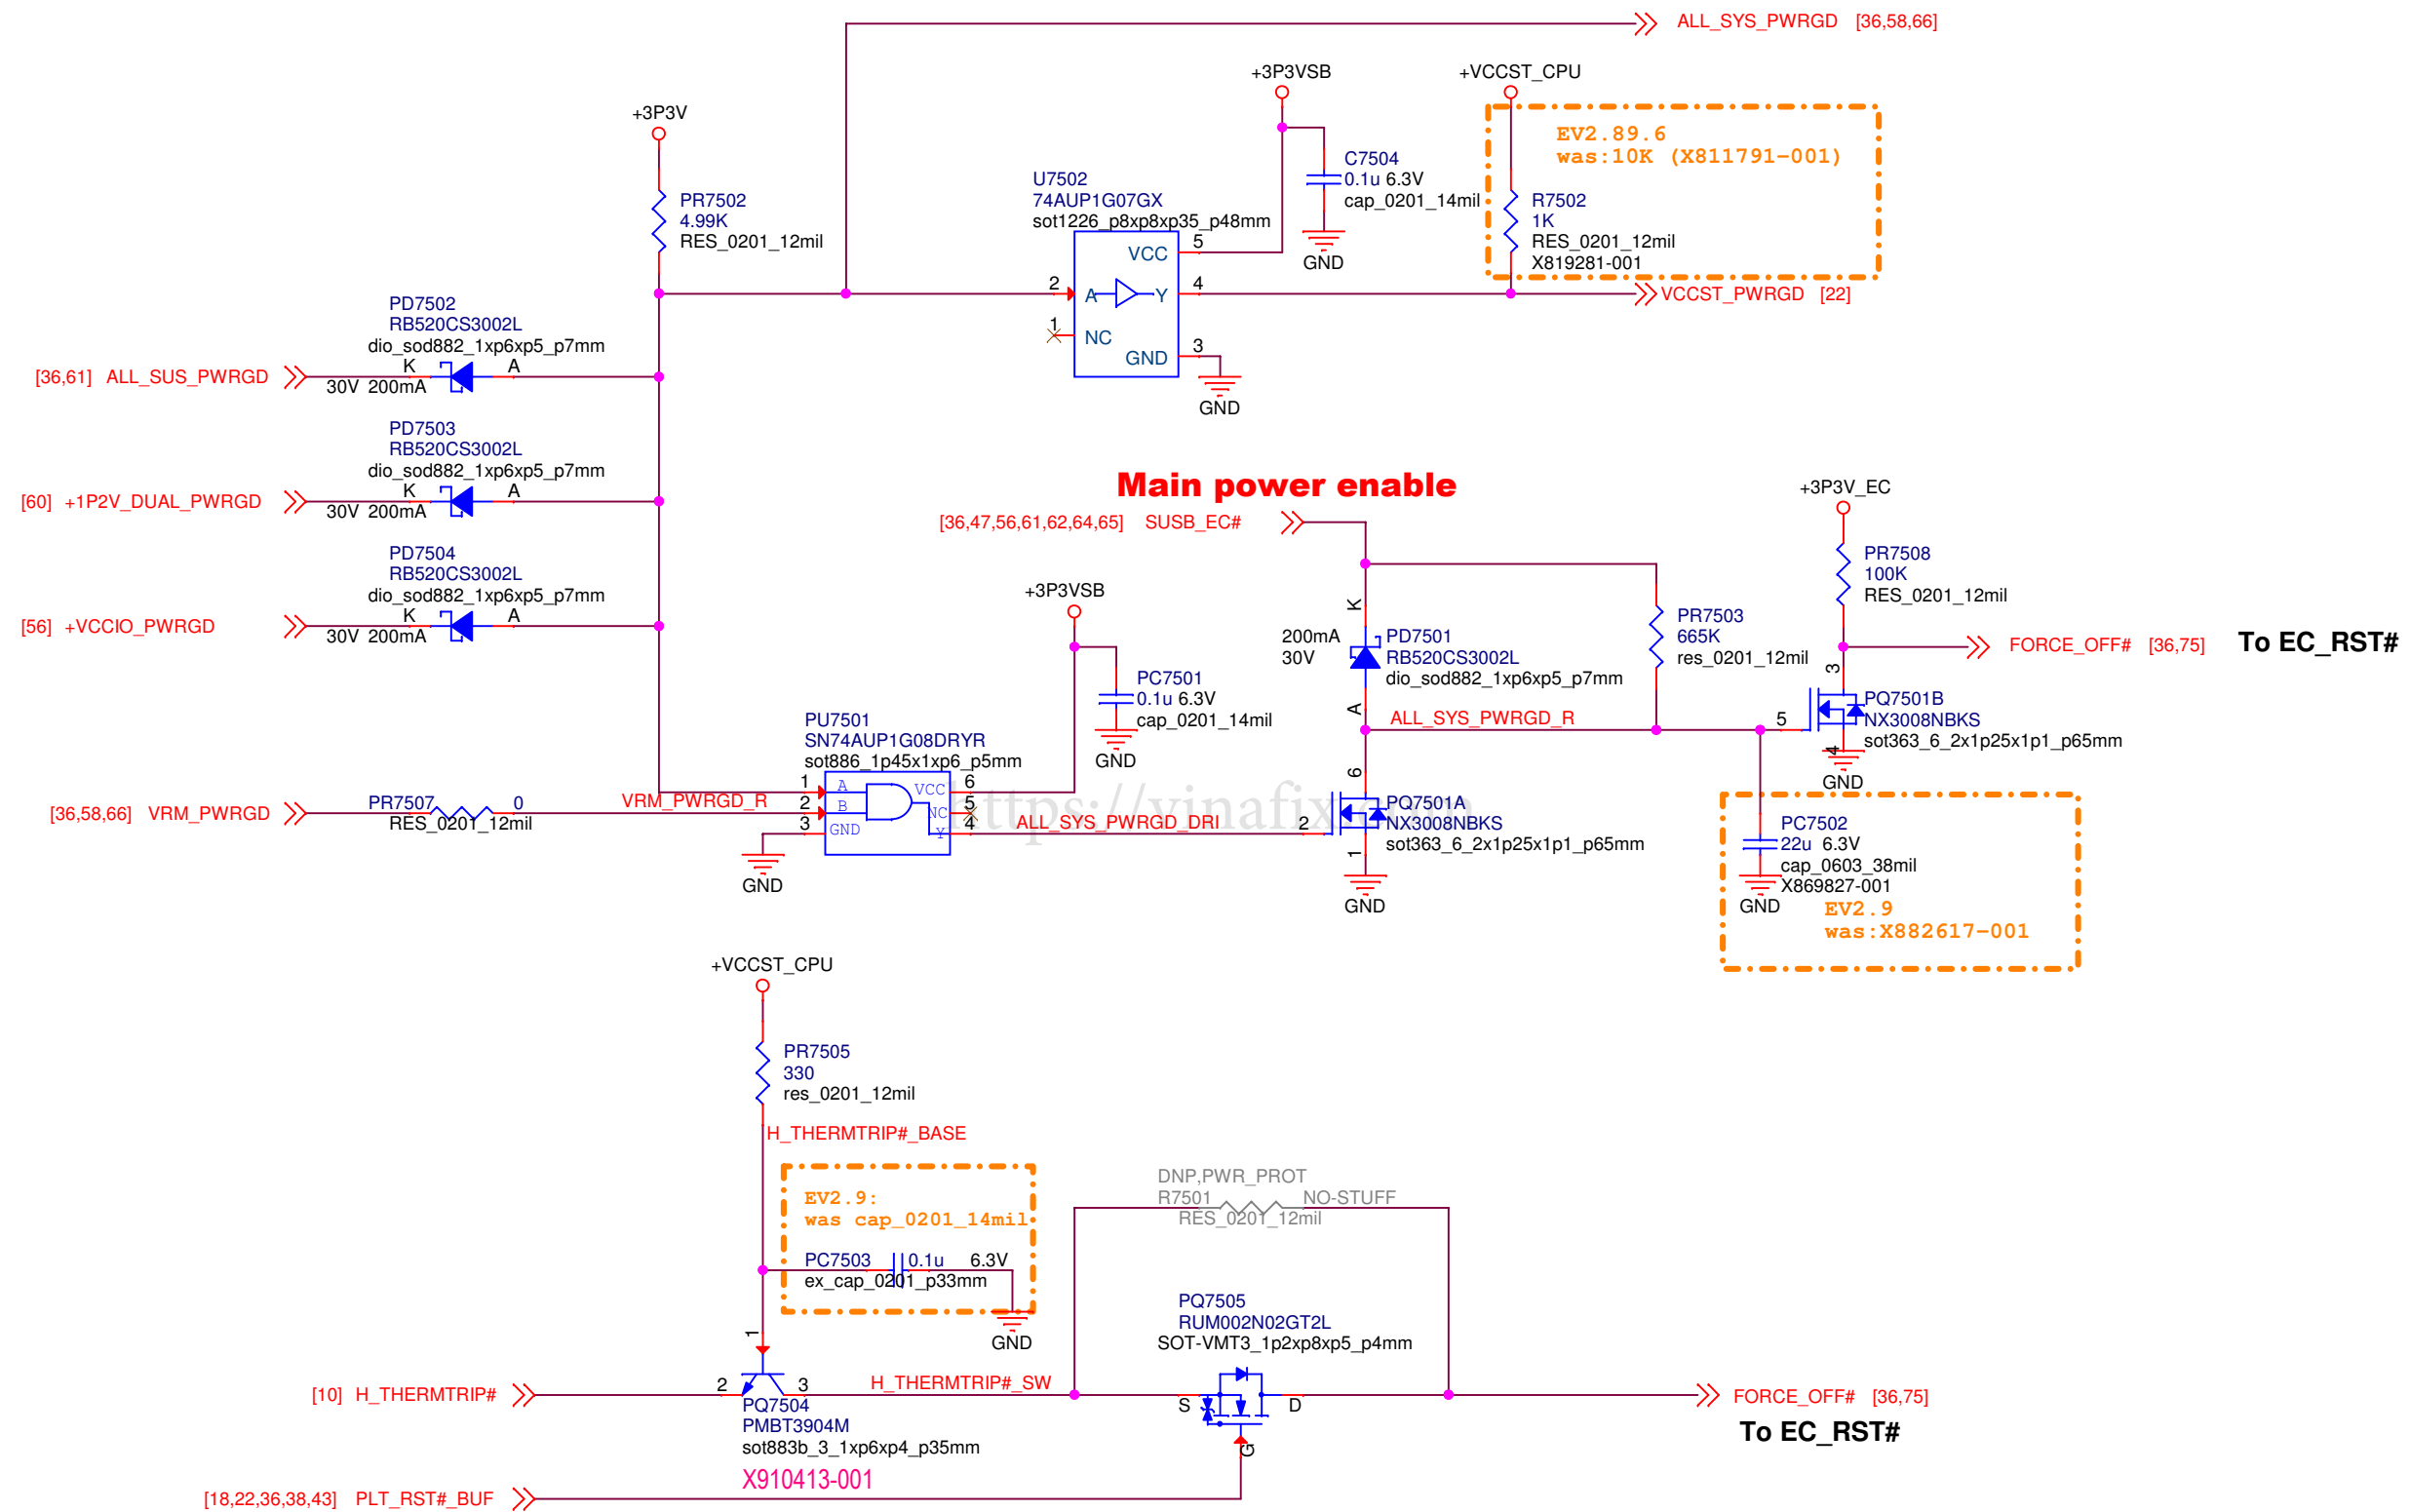 ALL_SYS_PWRGD [36,58,66]
+3P3VSB
+VCCST_CPU
+3P3V
EV2.89.6
was:10K (X811791-001)
C7504
0.1u 6.3V
cap_0201_14mil
GND
U7502
74AUP1G07GX
sot1226_p8xp8xp35_p48mm
VCC
5
2
A
Y
4
1
NC
3
GND
GND
PR7502
4.99K
RES_0201_12mil
R7502
1K
RES_0201_12mil
X819281-001
VCCST_PWRGD [22]
PD7502
RB520CS3002L
dio_sod882_1xp6xp5_p7mm
K A
[36,61] ALL_SUS_PWRGD
30V 200mA
PD7503
RB520CS3002L
dio_sod882_1xp6xp5_p7mm
K A
[60] +1P2V_DUAL_PWRGD
30V 200mA
PD7504
RB520CS3002L
dio_sod882_1xp6xp5_p7mm
K A
[56] +VCCIO_PWRGD
30V 200mA
Main power enable
[36,47,56,61,62,64,65] SUSB_EC#
+3P3V_EC
PR7508
100K
RES_0201_12mil
+3P3VSB
K
200mA
30V
PD7501
RB520CS3002L
dio_sod882_1xp6xp5_p7mm
A
PR7503
665K
res_0201_12mil
FORCE_OFF# [36,75]
To EC_RST#
3
PQ7501B
NX3008NBKS
sot363_6_2x1p25x1p1_p65mm
5
4
GND
PC7501
0.1u 6.3V
cap_0201_14mil
GND
ALL_SYS_PWRGD_R
PU7501
SN74AUP1G08DRYR
sot886_1p45x1xp6_p5mm
1
A
VCC
6
2
B
NC
5
3
GND
Y
4
GND
[36,58,66] VRM_PWRGD
PR7507 0
RES_0201_12mil
VRM_PWRGD_R
https://vinafix.com
ALL_SYS_PWRGD_DRI
6
2
1
PQ7501A
NX3008NBKS
sot363_6_2x1p25x1p1_p65mm
GND
PC7502
22u 6.3V
cap_0603_38mil
X869827-001
GND
EV2.9
was:X882617-001
+VCCST_CPU
PR7505
330
res_0201_12mil
H_THERMTRIP#_BASE
EV2.9:
was cap_0201_14mil
PC7503 0.1u 6.3V
ex_cap_0201_p33mm
GND
DNP,PWR_PROT
R7501 NO-STUFF
RES_0201_12mil
PQ7505
RUM002N02GT2L
SOT-VMT3_1p2xp8xp5_p4mm
1
[10] H_THERMTRIP#
2
3
H_THERMTRIP#_SW
S
D
G
FORCE_OFF# [36,75]
To EC_RST#
PQ7504
PMBT3904M
sot883b_3_1xp6xp4_p35mm
X910413-001
[18,22,36,38,43] PLT_RST#_BUF